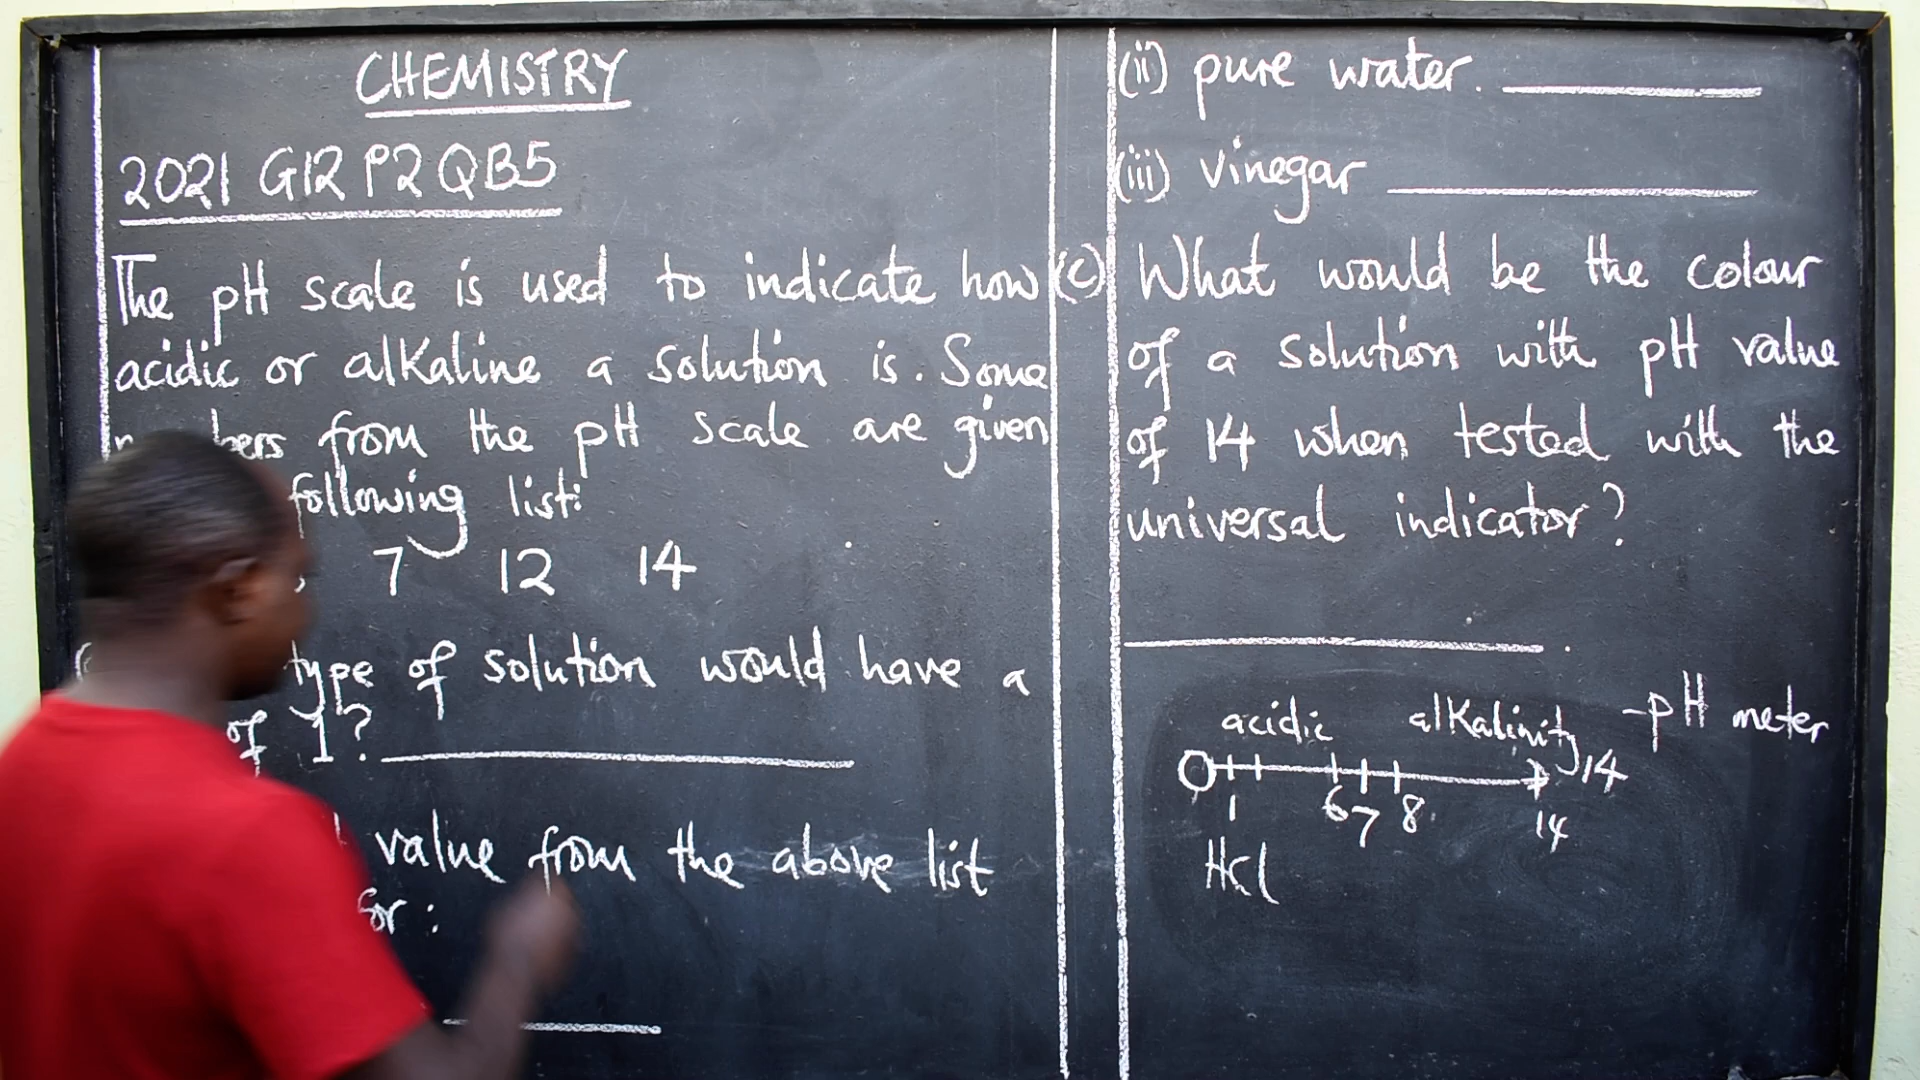 CHEMISTRY
2021 G12 P2 QB5
The pH scale is used to indicate how
acidic or alkaline a solution is. Some
from the pH scale are given
following list:
7 12 14
type of solution would have a
of 1?
value from the above list
for:
(ii) pure water.
(iii) vinegar
(c) What would be the colour
of a solution with pH value
of 14 when tested with the
universal indicator?
acidic alkalinity -pH meter
0 14
1 6 7 8 14
HCl